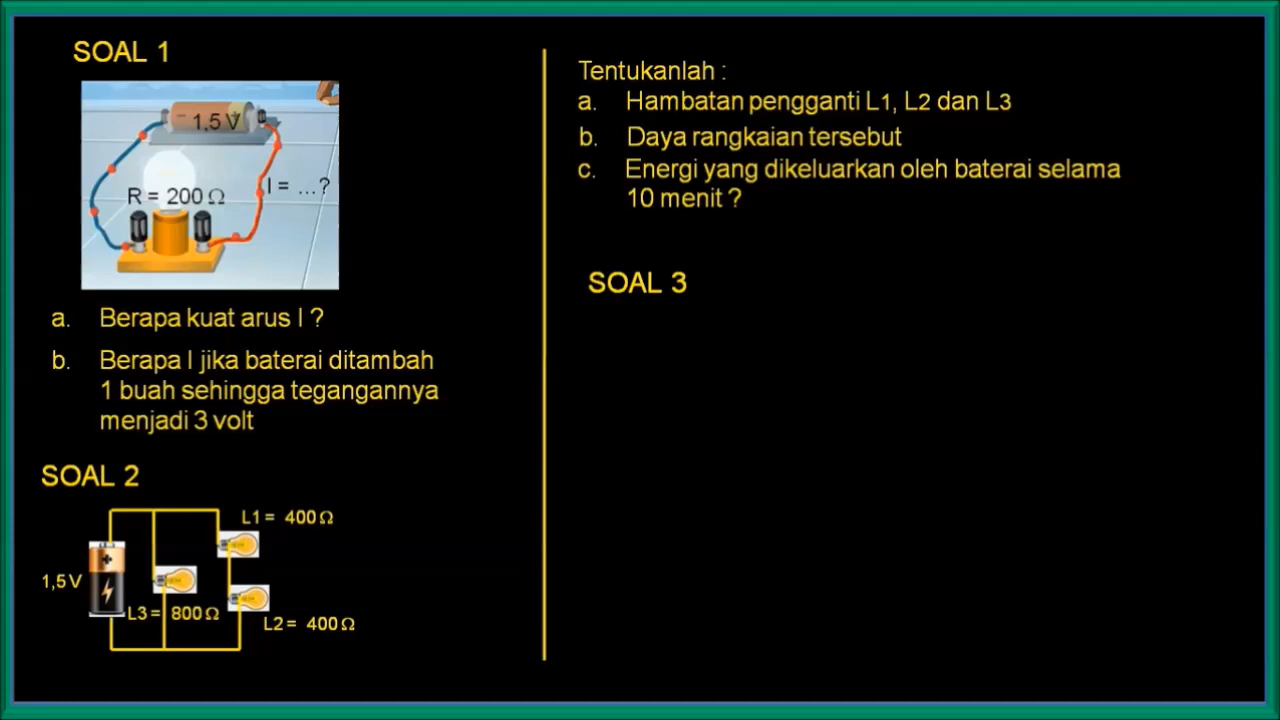 SOAL 1
1,5 V
R = 200 Ω
I = ...?
a. Berapa kuat arus I ?
b. Berapa I jika baterai ditambah
1 buah sehingga tegangannya
menjadi 3 volt
SOAL 2
L1 = 400 Ω
1,5 V
L3 = 800 Ω
L2 = 400 Ω
Tentukanlah :
a. Hambatan pengganti L1, L2 dan L3
b. Daya rangkaian tersebut
c. Energi yang dikeluarkan oleh baterai selama
10 menit ?
SOAL 3